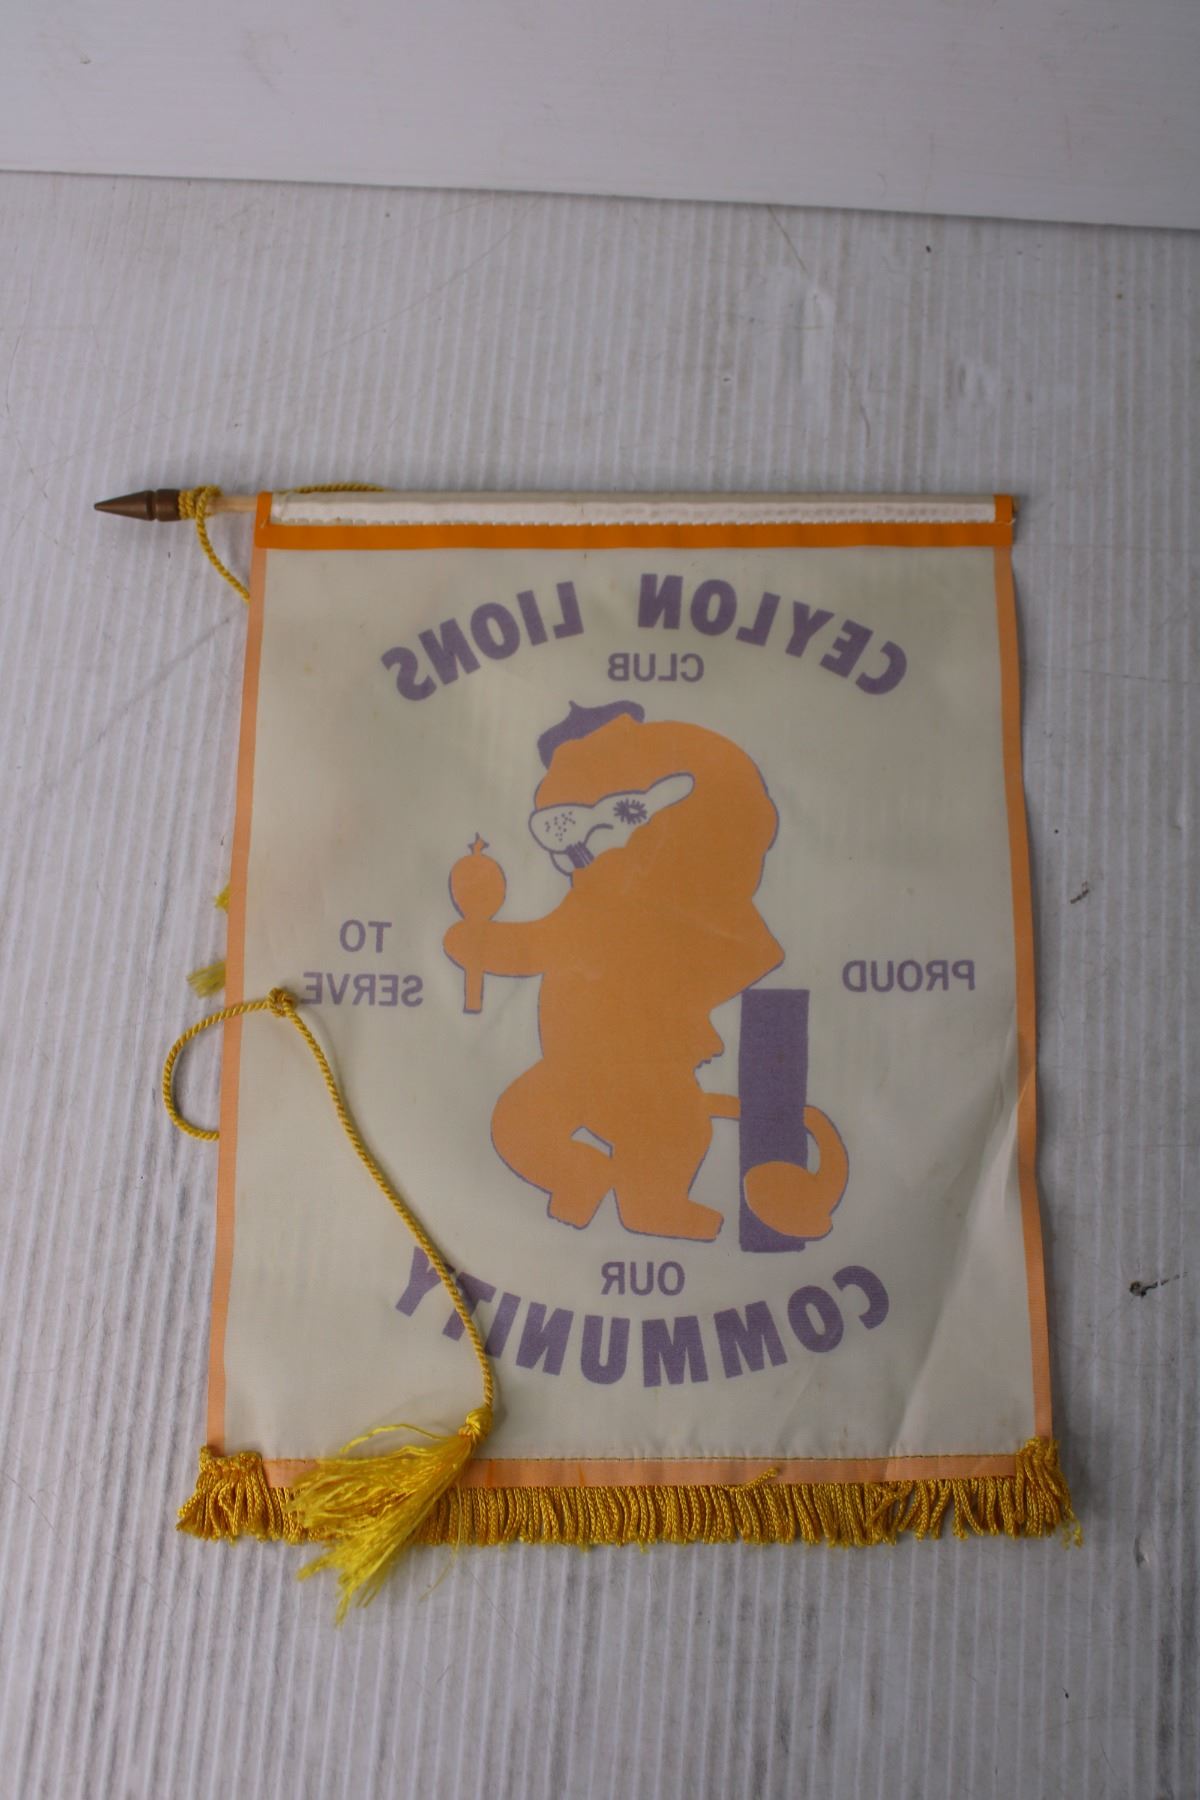 CEYLON LIONS
CLUB
PROUD
TO
SERVE
OUR
COMMUNITY